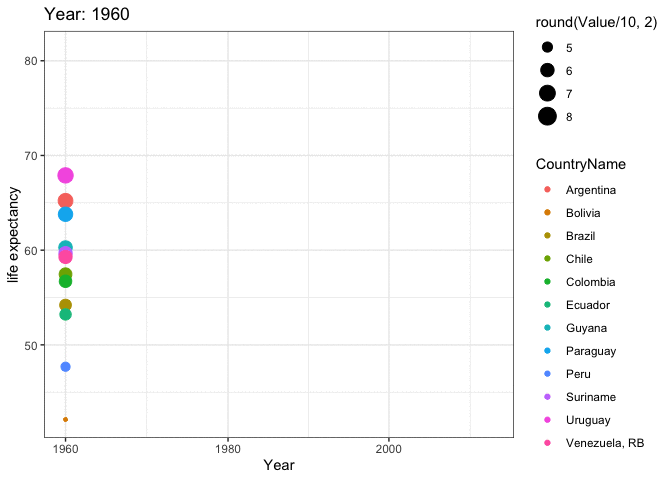 Year: 1960
round(Value/10, 2)
5
6
7
8
CountryName
Argentina
Bolivia
Brazil
Chile
Colombia
Ecuador
Guyana
Paraguay
Peru
Suriname
Uruguay
Venezuela, RB
life expectancy
80
70
60
50
1960
1980
2000
Year